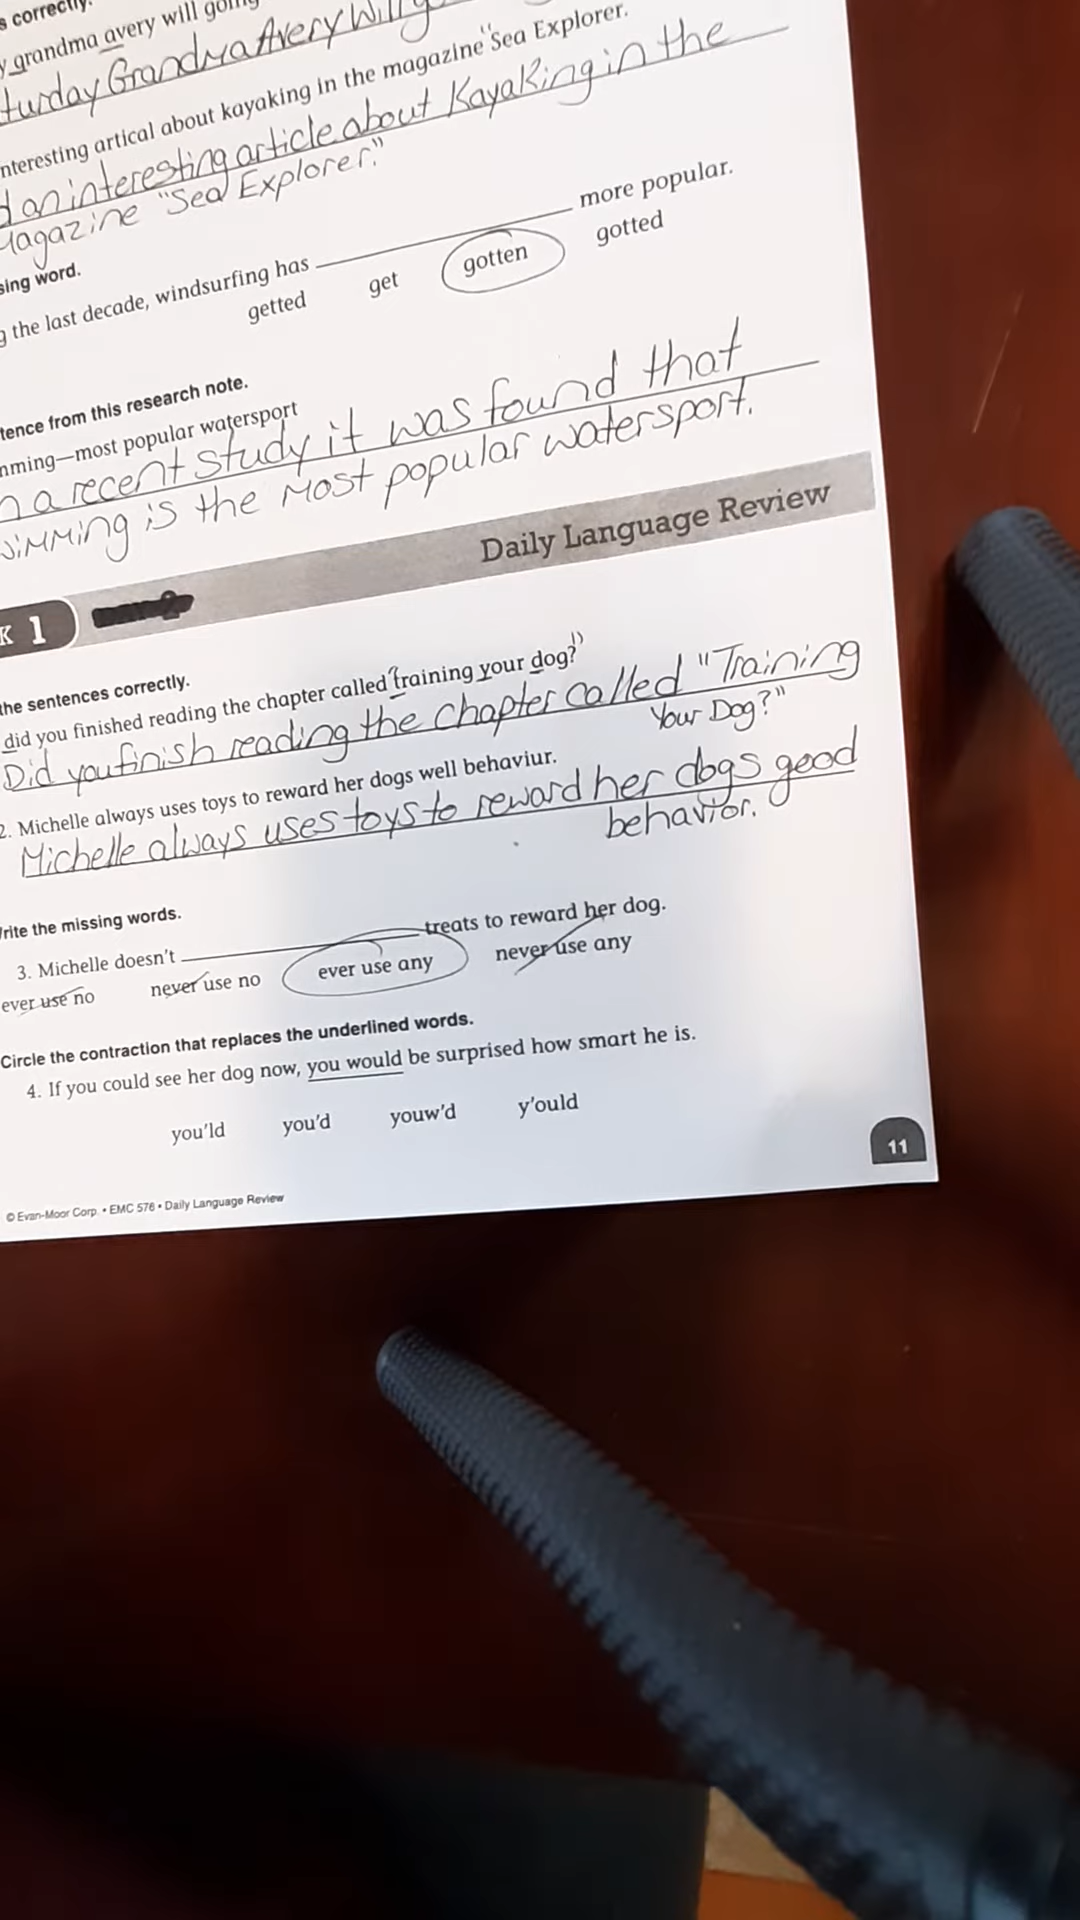 correctly.
grandma avery will going
turday Grandma Avery Will g
nteresting artical about kayaking in the magazine "Sea Explorer.
d an interesting article about Kayaking in the
Magazine "Sea Explorer."
sing word.
g the last decade, windsurfing has ____ more popular.
getted get gotten gotted
tence from this research note.
mming—most popular watersport
n a recent study it was found that
wimming is the most popular watersport.
Daily Language Review
K 1
the sentences correctly.
did you finished reading the chapter called "training your dog?"
Did you finish reading the chapter called "Training
Your Dog?"
2. Michelle always uses toys to reward her dogs well behaviur.
Michelle always uses toys to reward her dogs good
behavior.
rite the missing words.
3. Michelle doesn't ____ treats to reward her dog.
ever use no never use no ever use any never use any
Circle the contraction that replaces the underlined words.
4. If you could see her dog now, you would be surprised how smart he is.
you'ld you'd youw'd y'ould
11
© Evan-Moor Corp. • EMC 576 • Daily Language Review